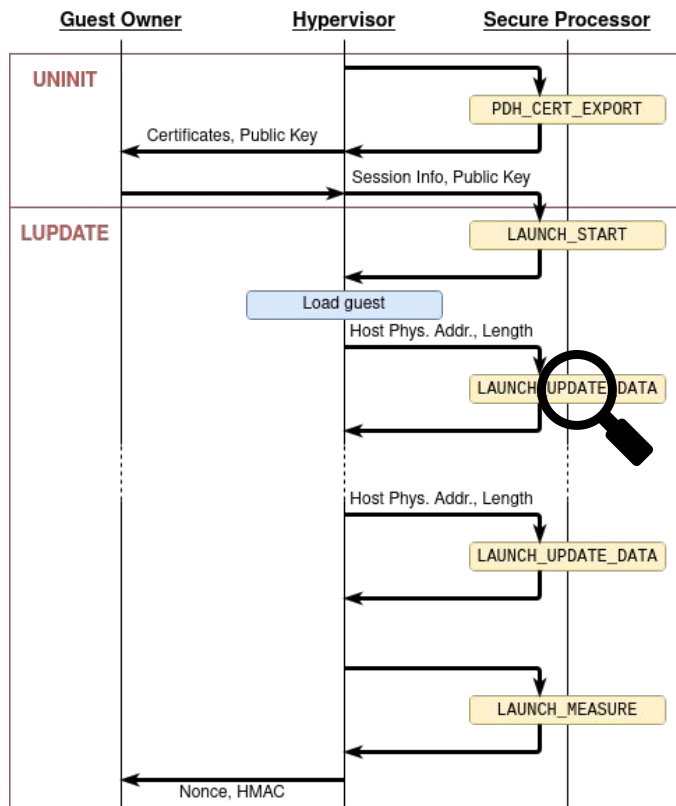 Guest Owner
Hypervisor
Secure Processor
UNINIT
PDH_CERT_EXPORT
Certificates, Public Key
Session Info, Public Key
LUPDATE
LAUNCH_START
Load guest
Host Phys. Addr., Length
LAUNCH_UPDATE_DATA
Host Phys. Addr., Length
LAUNCH_UPDATE_DATA
LAUNCH_MEASURE
Nonce, HMAC